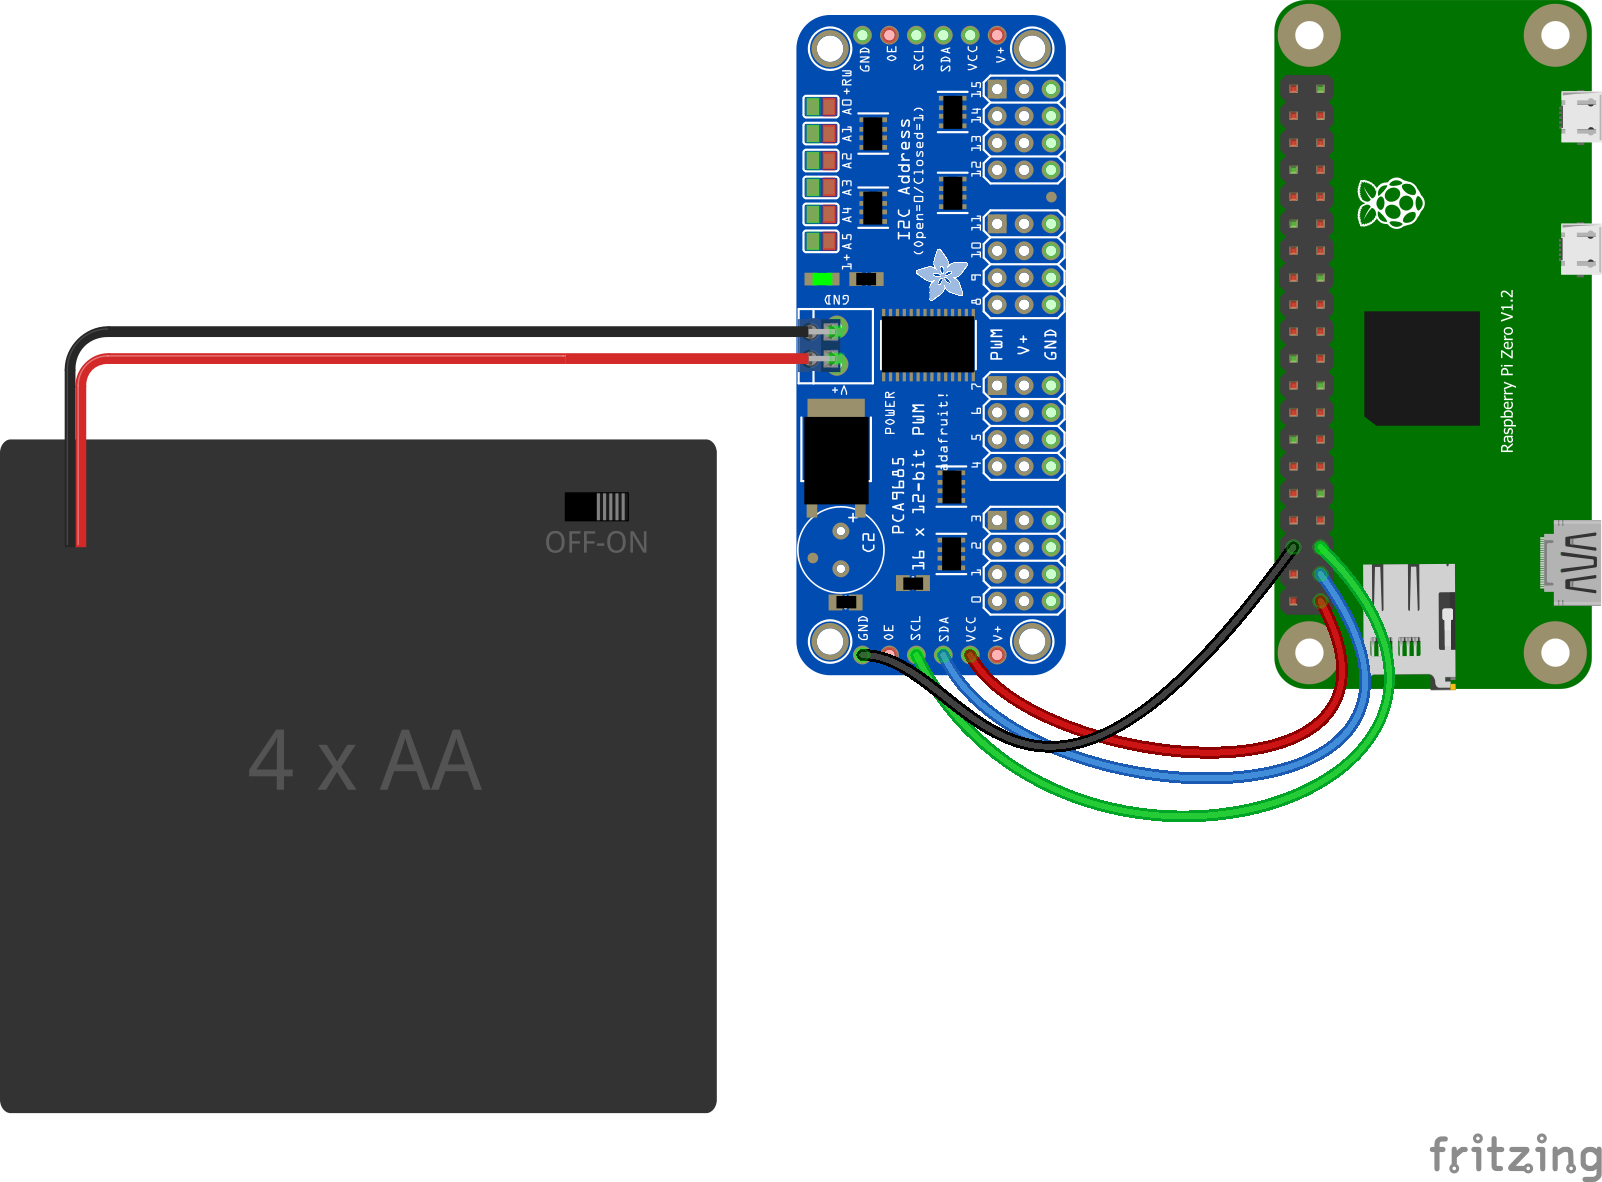 GND
OE
SCL
SDA
VCC
V+
+RW
A0
A1
A2
A3
A4
A5
1+
I2C Address
(Open=0/Closed=1)
15
14
13
12
11
10
9
8
GND
PWM
V+
GND
V+
POWER
PCA9685
16 x 12-bit PWM
adafruit!
7
6
5
4
3
2
1
0
+
C2
GND
OE
SCL
SDA
VCC
V+
Raspberry Pi Zero V1.2
OFF-ON
4 x AA
fritzing